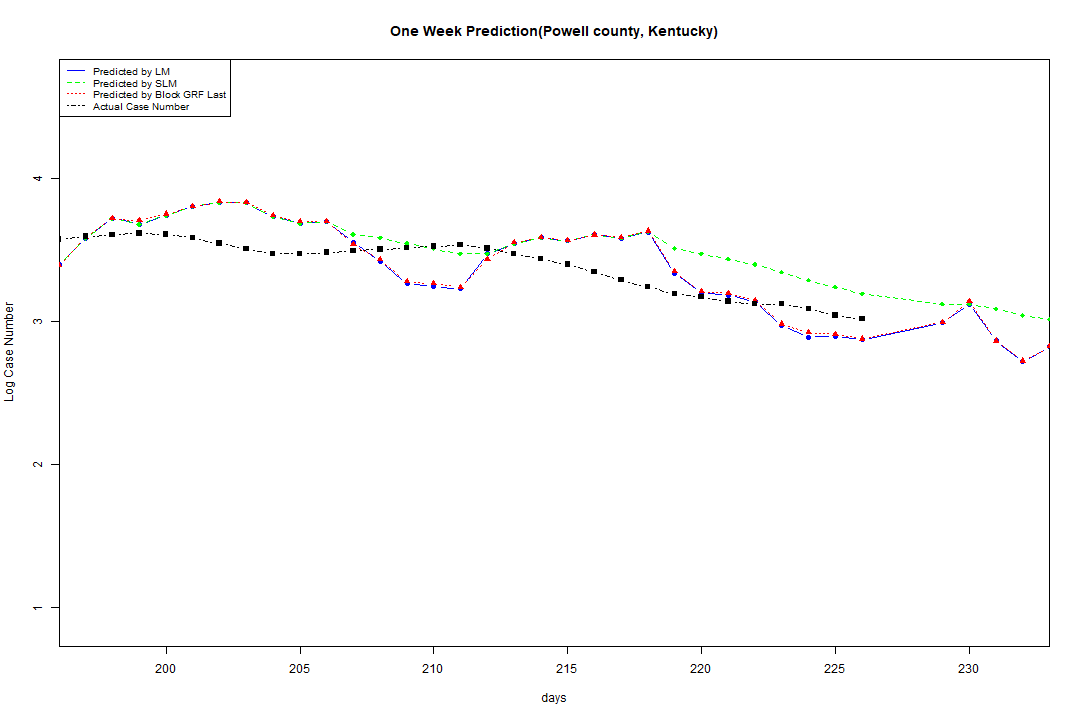 One Week Prediction(Powell county, Kentucky)
Predicted by LM
Predicted by SLM
Predicted by Block GRF Last
Actual Case Number
Log Case Number
4
3
2
1
200 205 210 215 220 225 230
days